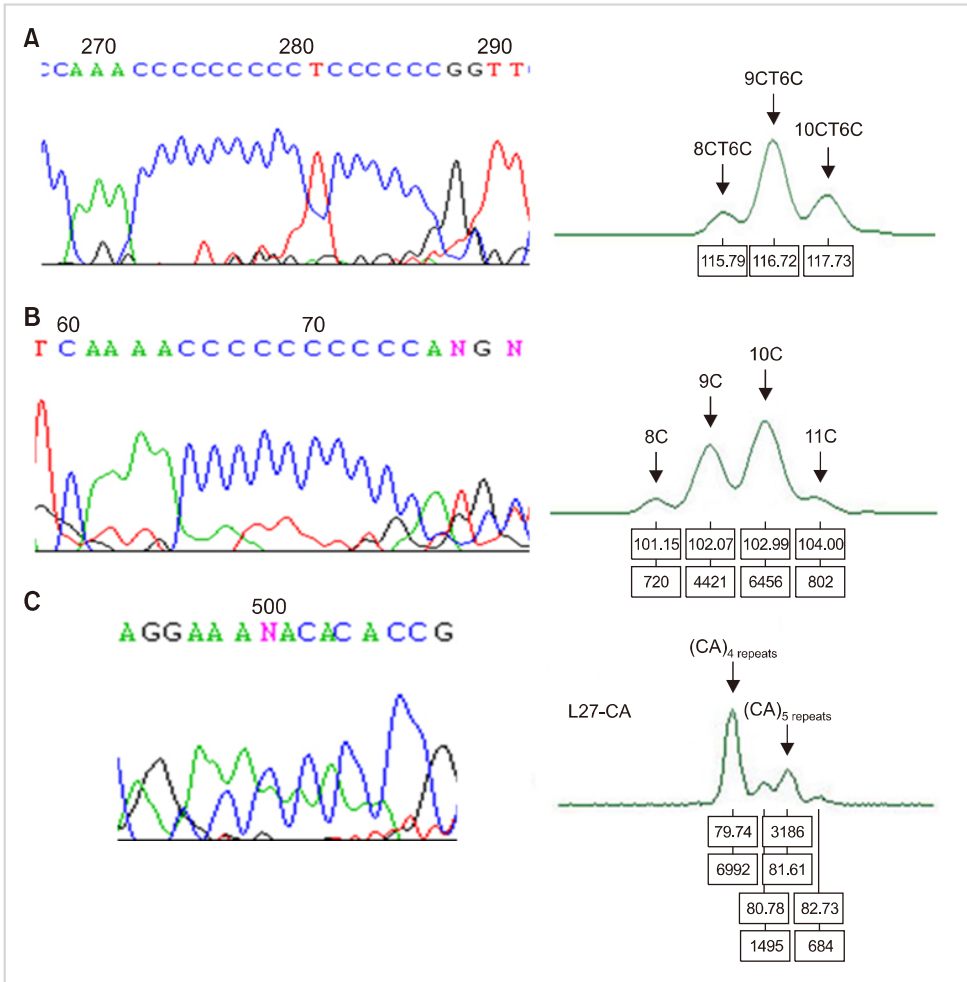 A
270 280 290
CCAAACCCCCCCCCTCCCCCCGGTT
9CT6C
8CT6C
10CT6C
115.79 116.72 117.73
B
60 70
TCAAAACCCCCCCCCCANGN
10C
9C
8C
11C
101.15 102.07 102.99 104.00
720 4421 6456 802
C
500
AGGAAANACACACCG
(CA)4 repeats
L27-CA
(CA)5 repeats
79.74 3186
6992 81.61
80.78 82.73
1495 684